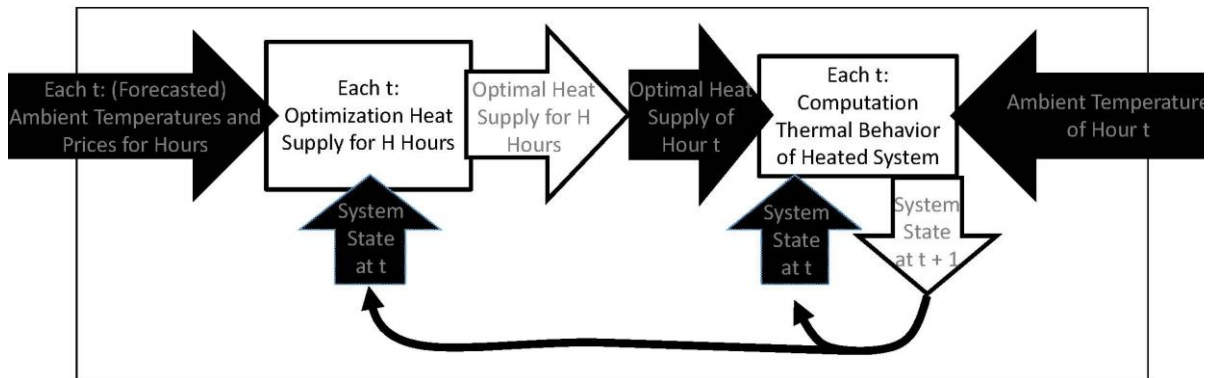 Each t: (Forecasted)
Ambient Temperatures and
Prices for Hours
Each t:
Optimization Heat
Supply for H Hours
Optimal Heat
Supply for H
Hours
Optimal Heat
Supply of
Hour t
Each t:
Computation
Thermal Behavior
of Heated System
Ambient Temperature
of Hour t
System
State
at t
System
State
at t
System
State
at t + 1